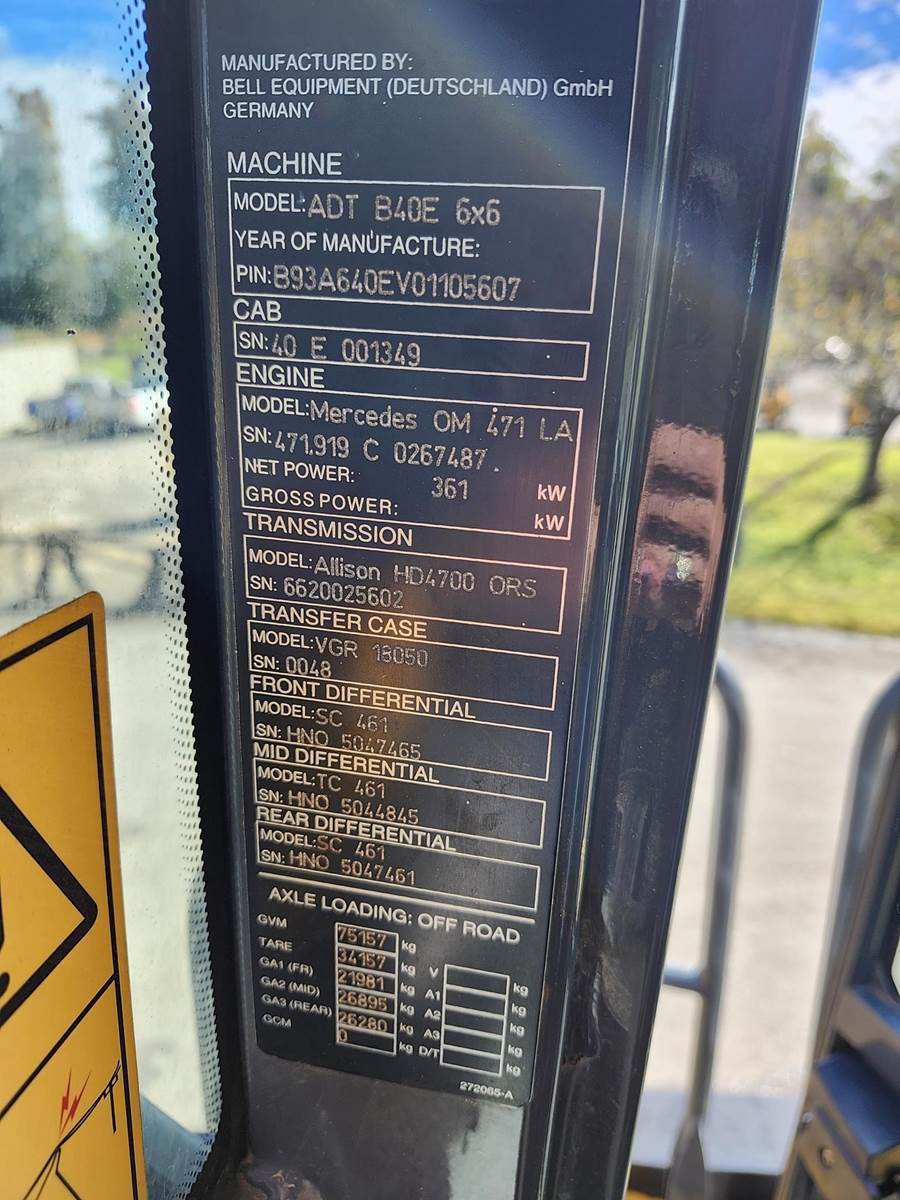 MANUFACTURED BY:
BELL EQUIPMENT (DEUTSCHLAND) GmbH
GERMANY
MACHINE
MODEL: ADT B40E 6x6
YEAR OF MANUFACTURE:
PIN: B93A640EV01105607
CAB
SN: 40 E 001349
ENGINE
MODEL: Mercedes OM 471 LA
SN: 471.919 C 0267487
NET POWER: 361 kW
GROSS POWER: kW
TRANSMISSION
MODEL: Allison HD4700 ORS
SN: 6620025602
TRANSFER CASE
MODEL: VGR 18050
SN: 0048
FRONT DIFFERENTIAL
MODEL: SC 461
SN: HNO 5047465
MID DIFFERENTIAL
MODEL: TC 461
SN: HNO 5044845
REAR DIFFERENTIAL
MODEL: SC 461
SN: HNO 5047461
AXLE LOADING: OFF ROAD
GVM 75157 kg
TARE 34157 kg V kg
GA1 (FR) 21981 kg A1 kg
GA2 (MID) 26895 kg A2 kg
GA3 (REAR) 26280 kg A3 kg
GCM 0 kg D/T kg
272065-A